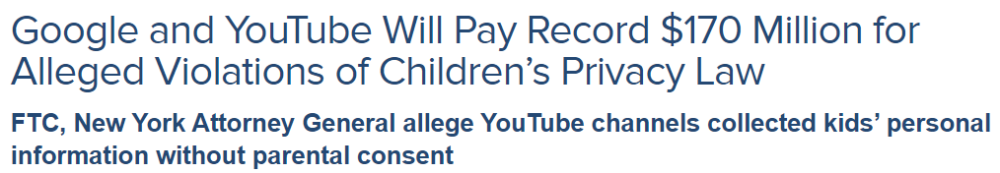 Google and YouTube Will Pay Record $170 Million for
Alleged Violations of Children’s Privacy Law
FTC, New York Attorney General allege YouTube channels collected kids’ personal
information without parental consent